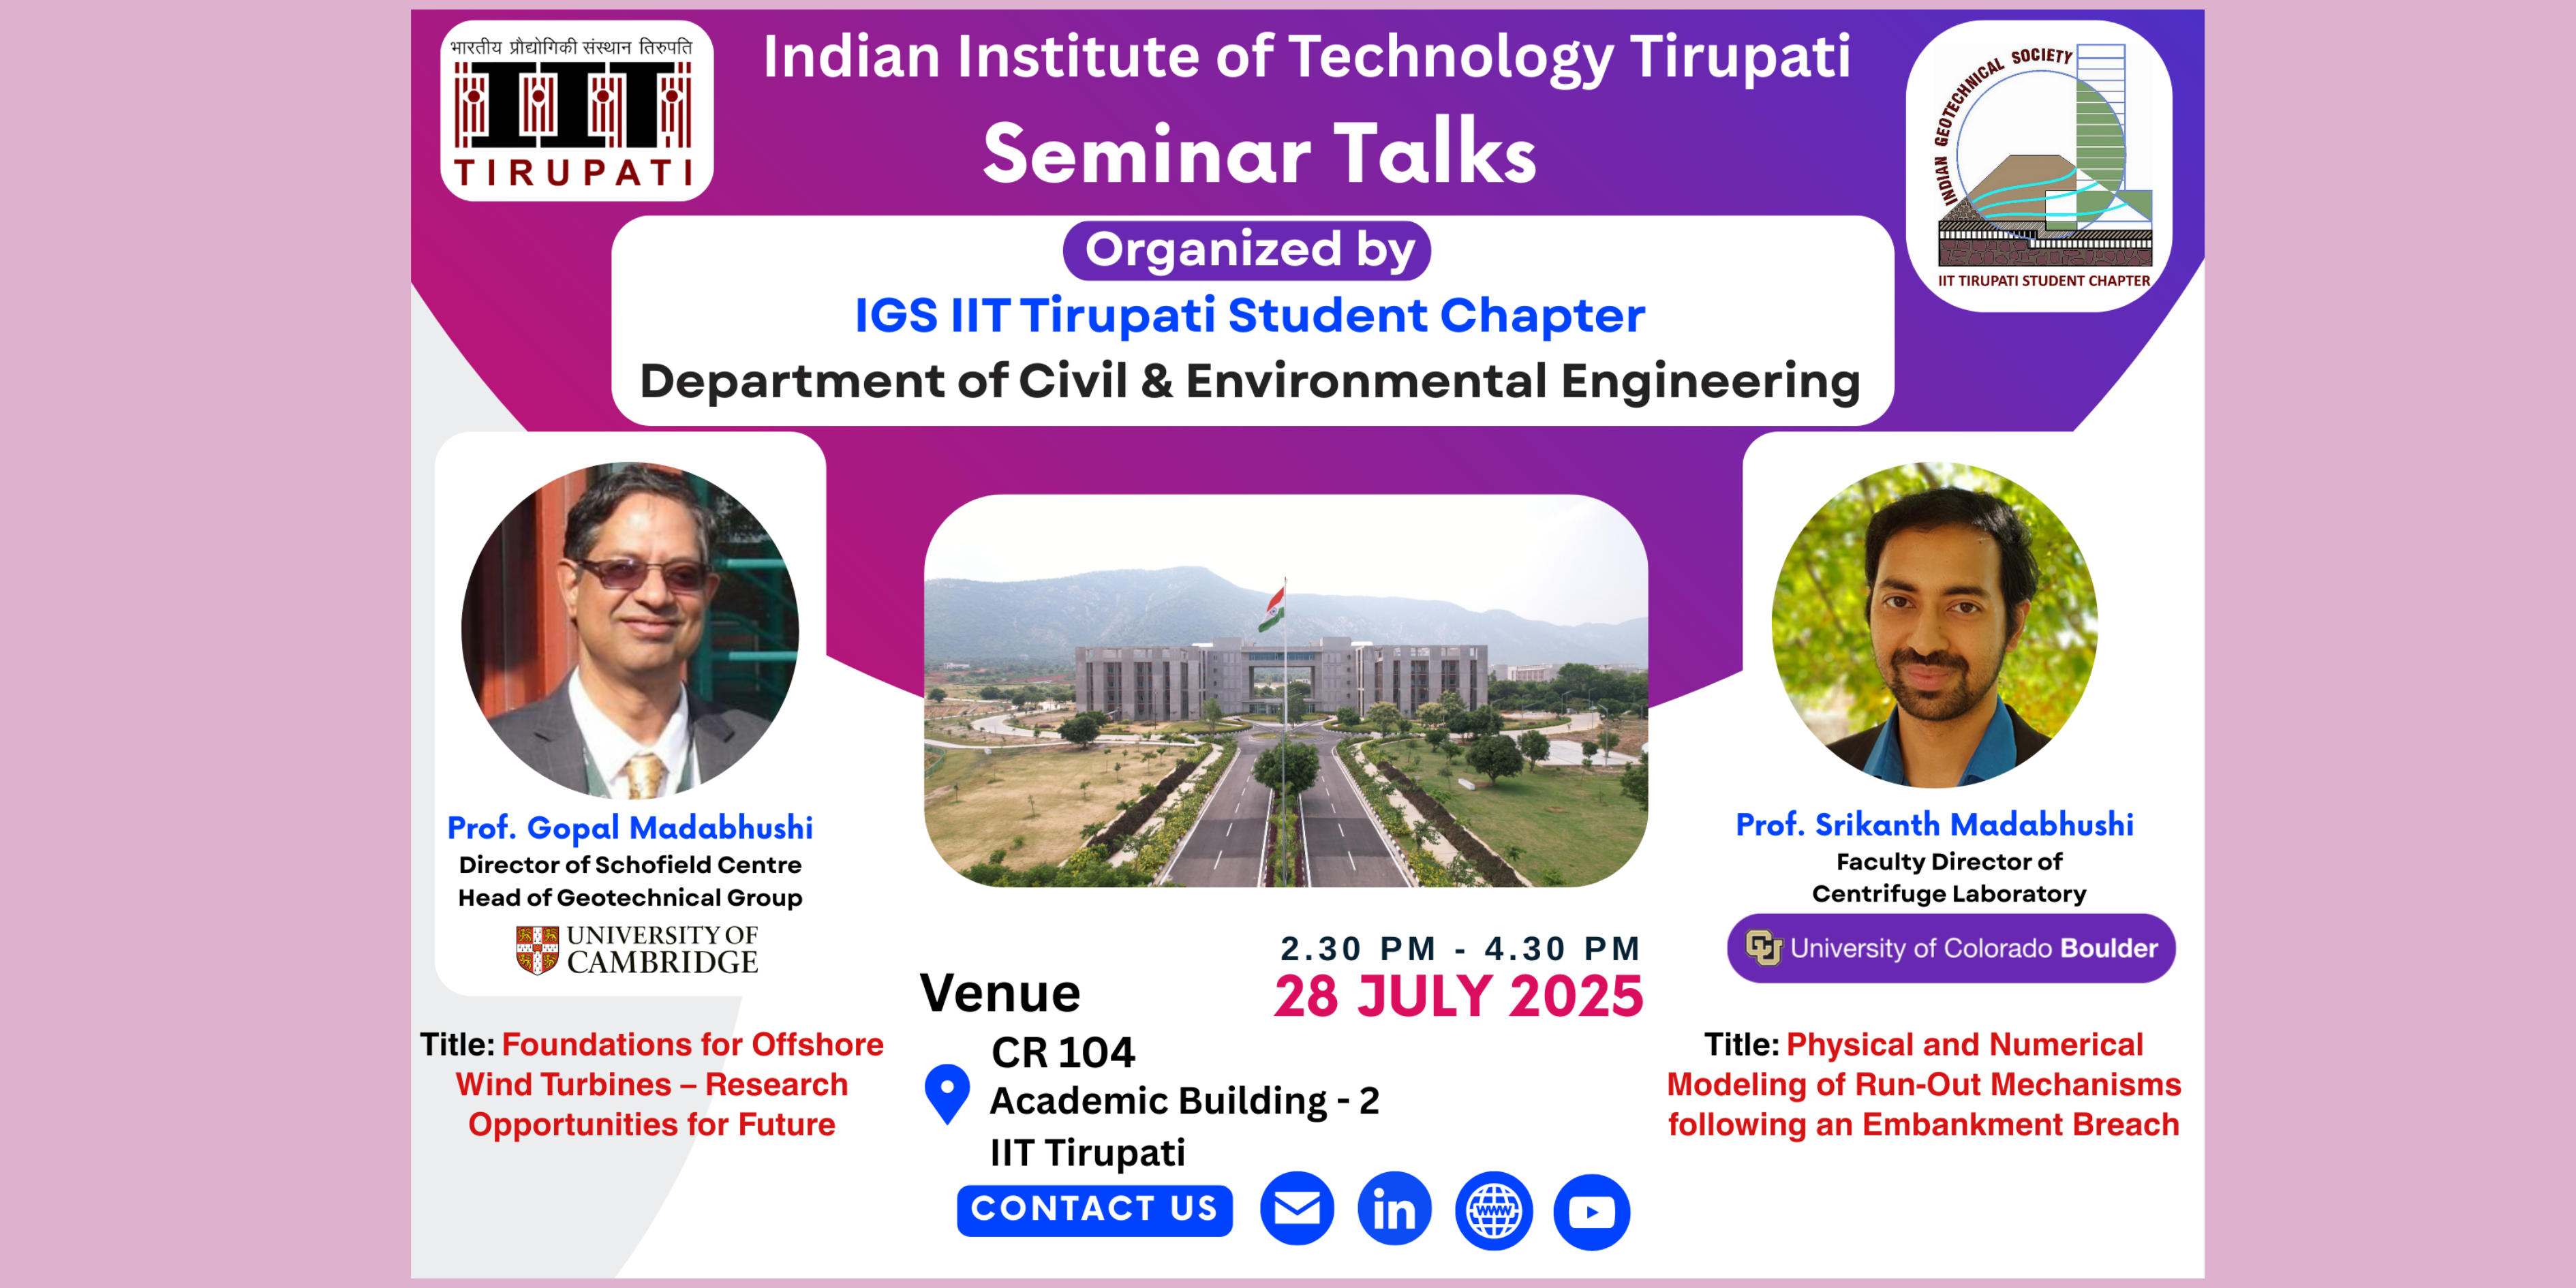 भारतीय प्रौद्योगिकी संस्थान तिरुपति
IIT
TIRUPATI
Indian Institute of Technology Tirupati
Seminar Talks
INDIAN GEOTECHNICAL SOCIETY
IIT TIRUPATI STUDENT CHAPTER
Organized by
IGS IIT Tirupati Student Chapter
Department of Civil & Environmental Engineering
Prof. Gopal Madabhushi
Director of Schofield Centre
Head of Geotechnical Group
UNIVERSITY OF
CAMBRIDGE
Title: Foundations for Offshore
Wind Turbines – Research
Opportunities for Future
2.30 PM - 4.30 PM
28 JULY 2025
Venue
CR 104
Academic Building - 2
IIT Tirupati
CONTACT US
in
www
Prof. Srikanth Madabhushi
Faculty Director of
Centrifuge Laboratory
CU University of Colorado Boulder
Title: Physical and Numerical
Modeling of Run-Out Mechanisms
following an Embankment Breach